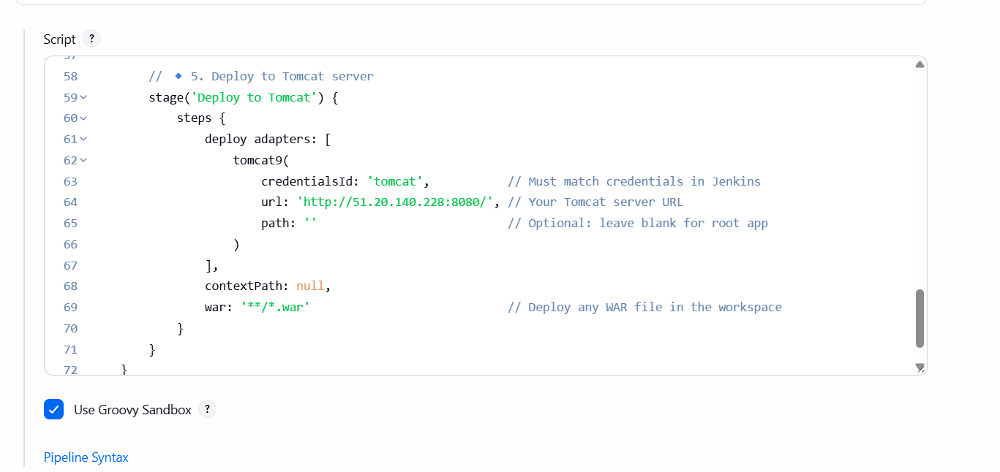 Script ?
57
58 // 🔹 5. Deploy to Tomcat server
59 stage('Deploy to Tomcat') {
60 steps {
61 deploy adapters: [
62 tomcat9(
63 credentialsId: 'tomcat', // Must match credentials in Jenkins
64 url: 'http://51.20.140.228:8080/', // Your Tomcat server URL
65 path: '' // Optional: leave blank for root app
66 )
67 ],
68 contextPath: null,
69 war: '**/*.war' // Deploy any WAR file in the workspace
70 }
71 }
72 }
Use Groovy Sandbox ?
Pipeline Syntax